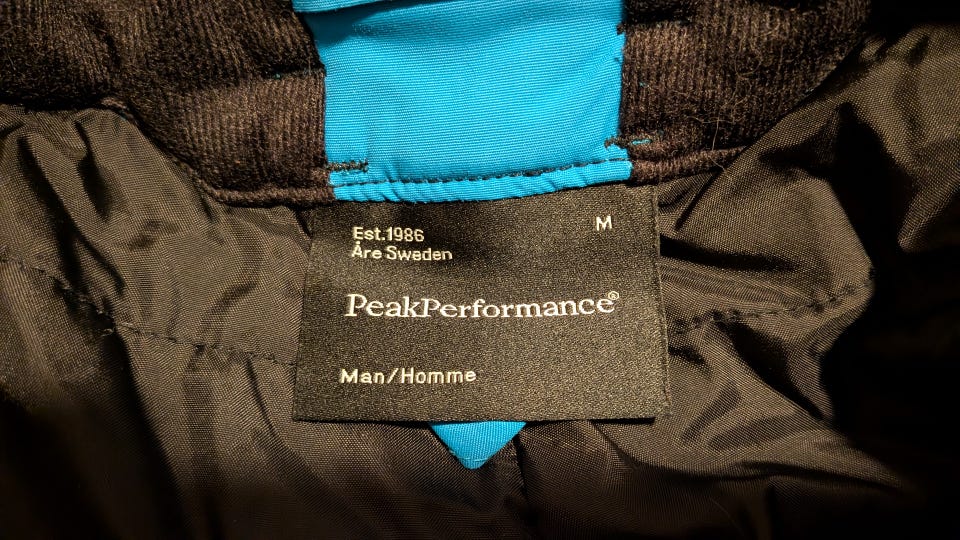 Est.1986
M
Åre Sweden
PeakPerformance®
Man/Homme